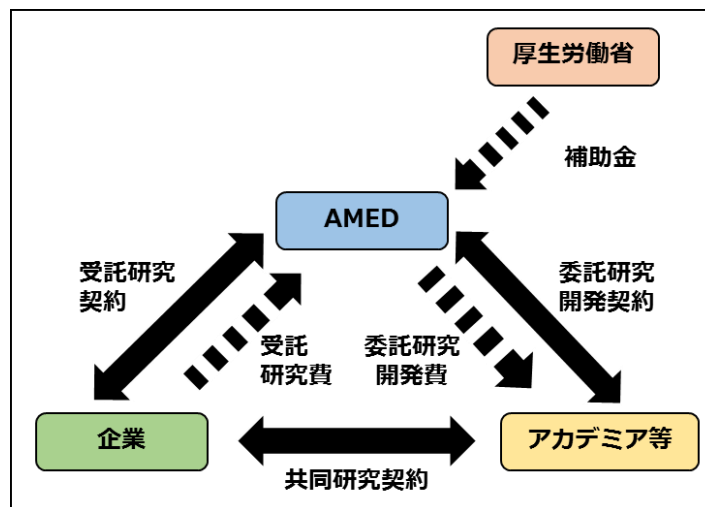 厚生労働省
補助金
AMED
受託研究
契約
委託研究
開発契約
受託
研究費
委託研究
開発費
企業
アカデミア等
共同研究契約